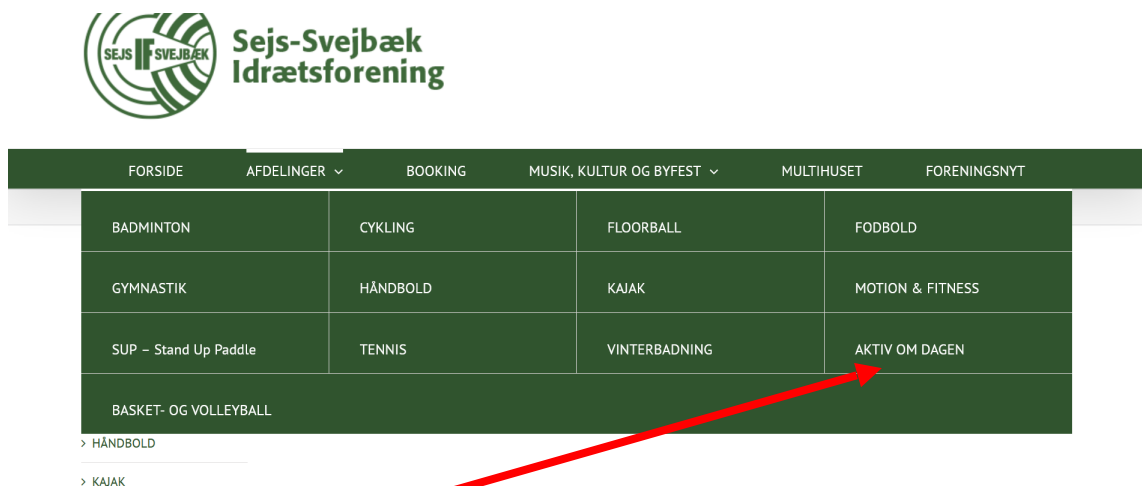 SEJS IF SVEJBÆK
Sejs-Svejbæk
Idrætsforening
FORSIDE AFDELINGER BOOKING MUSIK, KULTUR OG BYFEST MULTIHUSET FORENINGSNYT
BADMINTON CYKLING FLOORBALL FODBOLD
GYMNASTIK HÅNDBOLD KAJAK MOTION & FITNESS
SUP – Stand Up Paddle TENNIS VINTERBADNING AKTIV OM DAGEN
BASKET- OG VOLLEYBALL
> HÅNDBOLD
> KAJAK